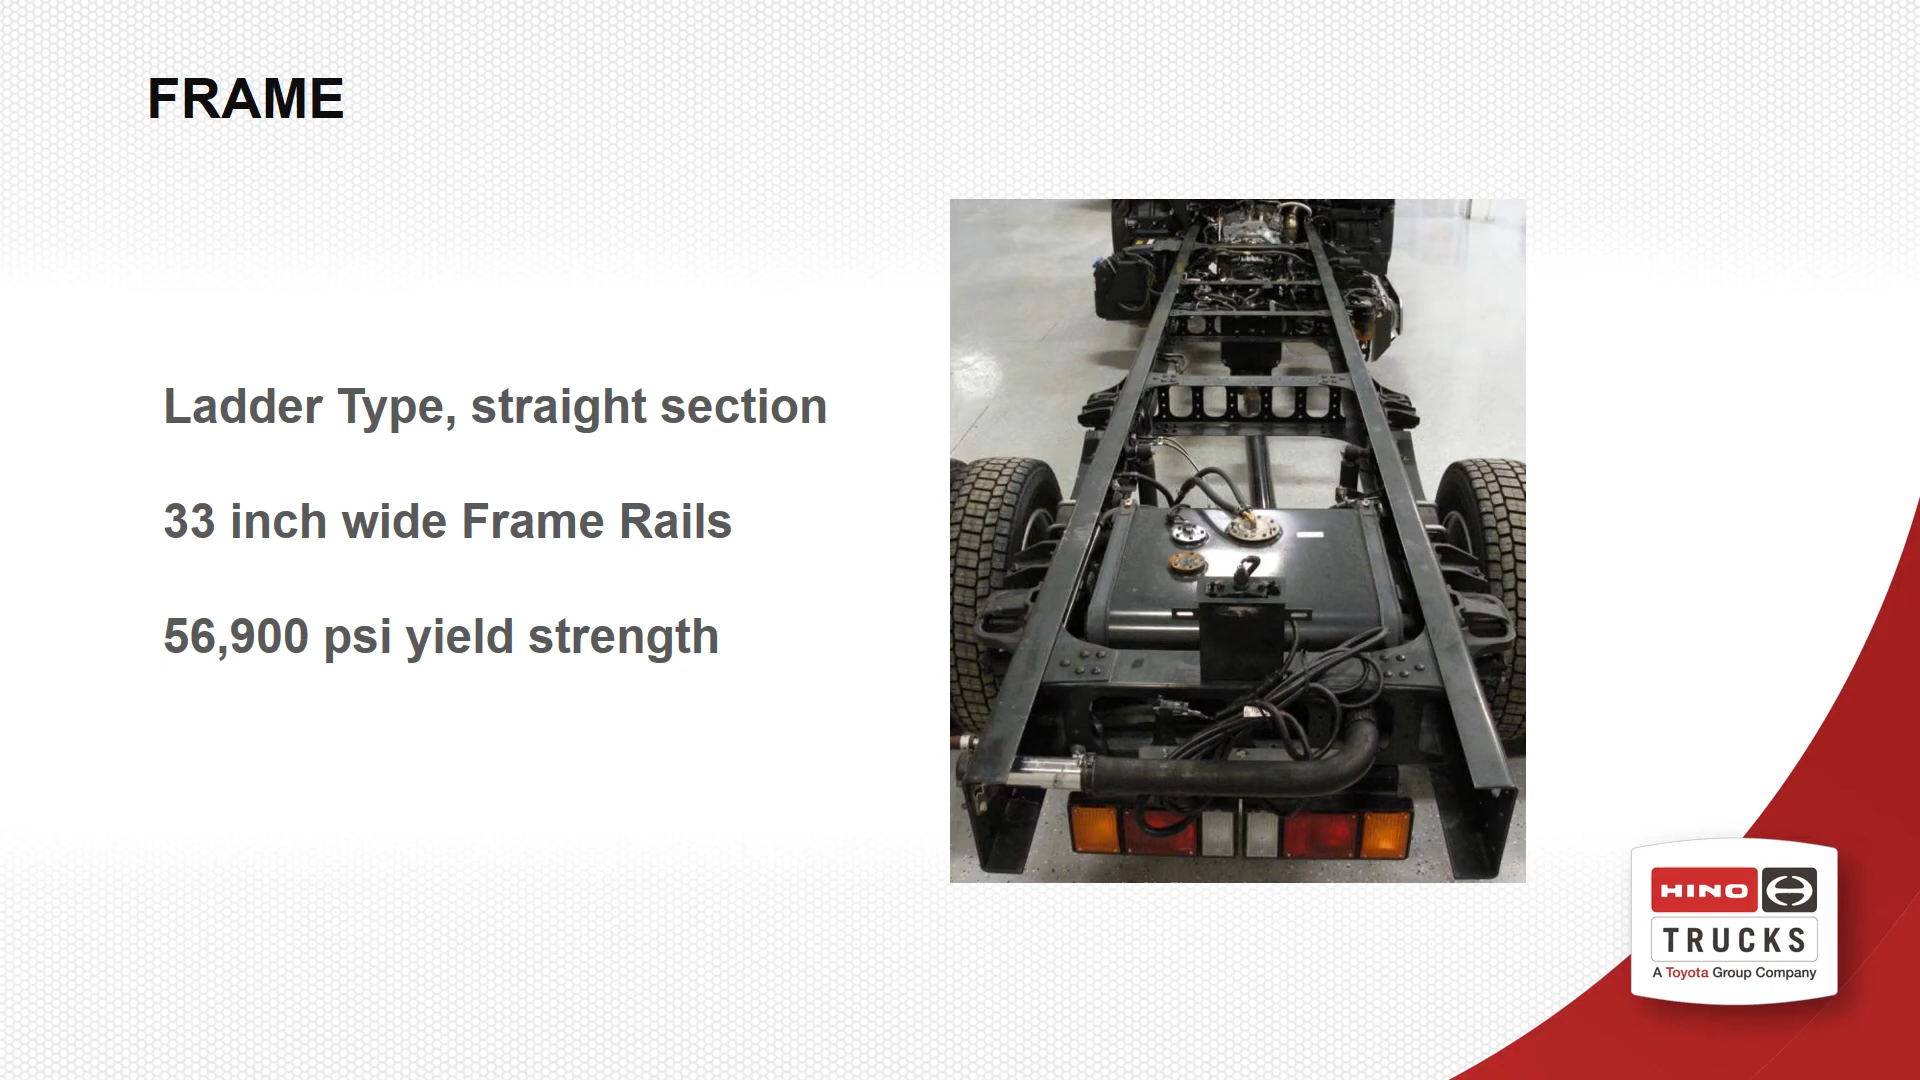 FRAME
Ladder Type, straight section
33 inch wide Frame Rails
56,900 psi yield strength
HINO
TRUCKS
A Toyota Group Company